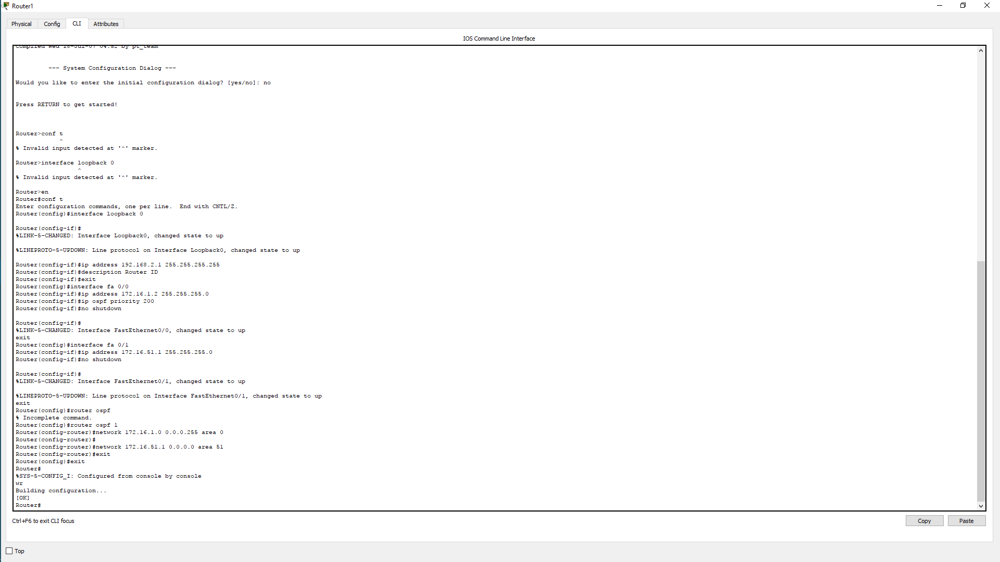 Router1
Physical
Config
CLI
Attributes
IOS Command Line Interface
Compiled Wed 18-Jul-07 04:52 by pt_team
--- System Configuration Dialog ---
Would you like to enter the initial configuration dialog? [yes/no]: no
Press RETURN to get started!
Router>conf t
^
% Invalid input detected at '^' marker.
Router>interface loopback 0
^
% Invalid input detected at '^' marker.
Router>en
Router#conf t
Enter configuration commands, one per line.  End with CNTL/Z.
Router(config)#interface loopback 0
Router(config-if)#
%LINK-5-CHANGED: Interface Loopback0, changed state to up
%LINEPROTO-5-UPDOWN: Line protocol on Interface Loopback0, changed state to up
Router(config-if)#ip address 192.168.2.1 255.255.255.255
Router(config-if)#description Router ID
Router(config-if)#exit
Router(config)#interface fa 0/0
Router(config-if)#ip address 172.16.1.2 255.255.255.0
Router(config-if)#ip ospf priority 200
Router(config-if)#no shutdown
Router(config-if)#
%LINK-5-CHANGED: Interface FastEthernet0/0, changed state to up
exit
Router(config)#interface fa 0/1
Router(config-if)#ip address 172.16.51.1 255.255.255.0
Router(config-if)#no shutdown
Router(config-if)#
%LINK-5-CHANGED: Interface FastEthernet0/1, changed state to up
%LINEPROTO-5-UPDOWN: Line protocol on Interface FastEthernet0/1, changed state to up
exit
Router(config)#router ospf
% Incomplete command.
Router(config)#router ospf 1
Router(config-router)#network 172.16.1.0 0.0.0.255 area 0
Router(config-router)#
Router(config-router)#network 172.16.51.1 0.0.0.0 area 51
Router(config-router)#exit
Router(config)#exit
Router#
%SYS-5-CONFIG_I: Configured from console by console
wr
Building configuration...
[OK]
Router#
Ctrl+F6 to exit CLI focus
Copy
Paste
Top